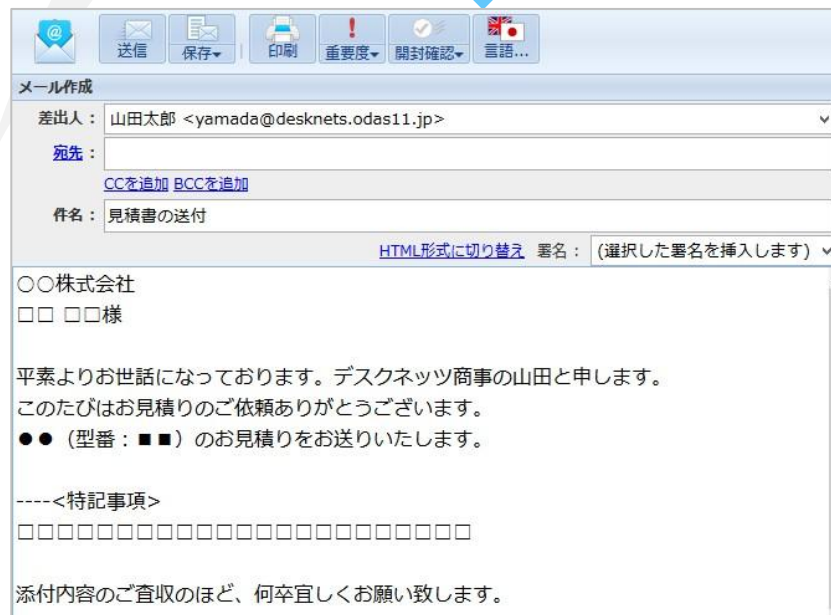 送信
保存▾
印刷
重要度▾
開封確認▾
言語...
メール作成
差出人： 山田太郎 <yamada@desknets.odas11.jp>
宛先：
CCを追加 BCCを追加
件名： 見積書の送付
HTML形式に切り替え 署名： (選択した署名を挿入します)
○○株式会社
□□ □□様
平素よりお世話になっております。デスクネッツ商事の山田と申します。
このたびはお見積りのご依頼ありがとうございます。
●●（型番：■■）のお見積りをお送りいたします。
----<特記事項>
□□□□□□□□□□□□□□□□□□□□□□□
添付内容のご査収のほど、何卒宜しくお願い致します。